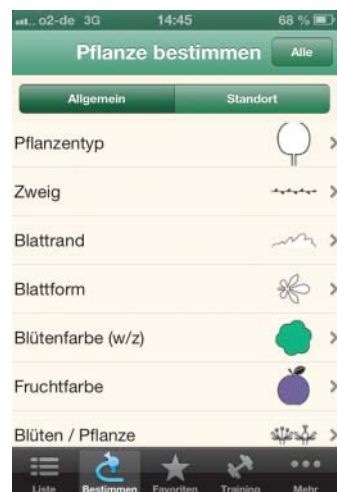 o2-de 3G 14:45 68 %
Pflanze bestimmen Alle
Allgemein Standort
Pflanzentyp
Zweig
Blattrand
Blattform
Blütenfarbe (w/z)
Fruchtfarbe
Blüten / Pflanze
Liste Bestimmen Favoriten Training Mehr